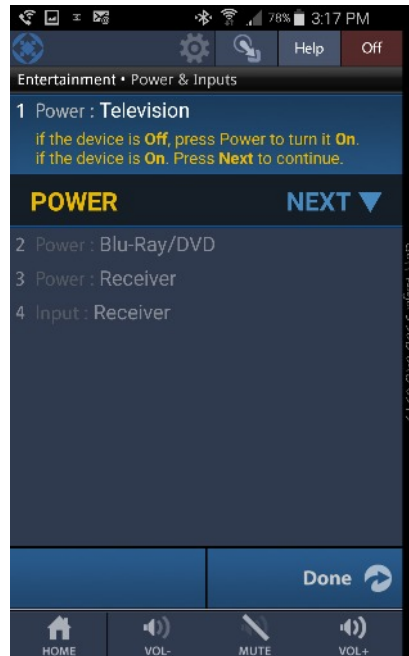 78% 3:17 PM
Help Off
Entertainment • Power & Inputs
1 Power : Television
if the device is Off, press Power to turn it On.
if the device is On. Press Next to continue.
POWER NEXT
2 Power : Blu-Ray/DVD
3 Power : Receiver
4 Input : Receiver
Done
HOME VOL- MUTE VOL+